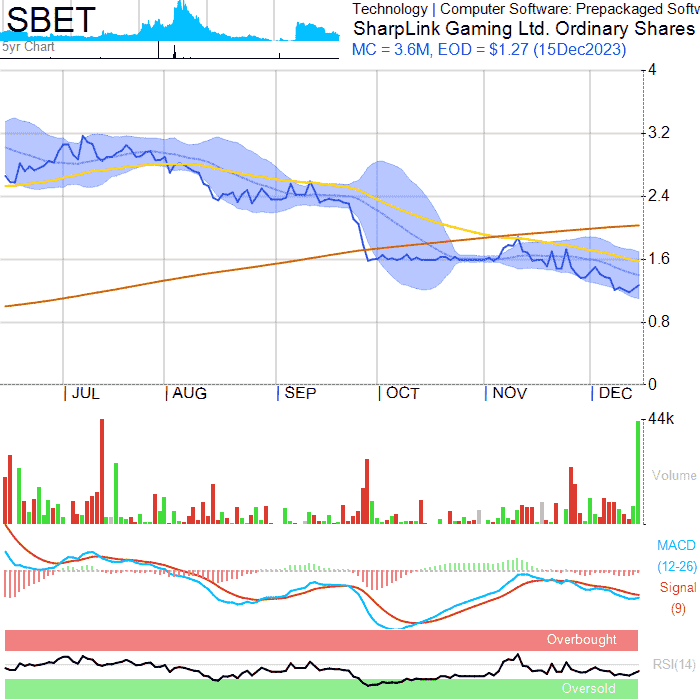 SBET
5yr Chart
Technology | Computer Software: Prepackaged Softw
SharpLink Gaming Ltd. Ordinary Shares
MC = 3.6M, EOD = $1.27 (15Dec2023)
4
3.2
2.4
1.6
0.8
0
JUL AUG SEP OCT NOV DEC
44k
Volume
MACD
(12-26)
Signal
(9)
Overbought
RSI(14)
Oversold